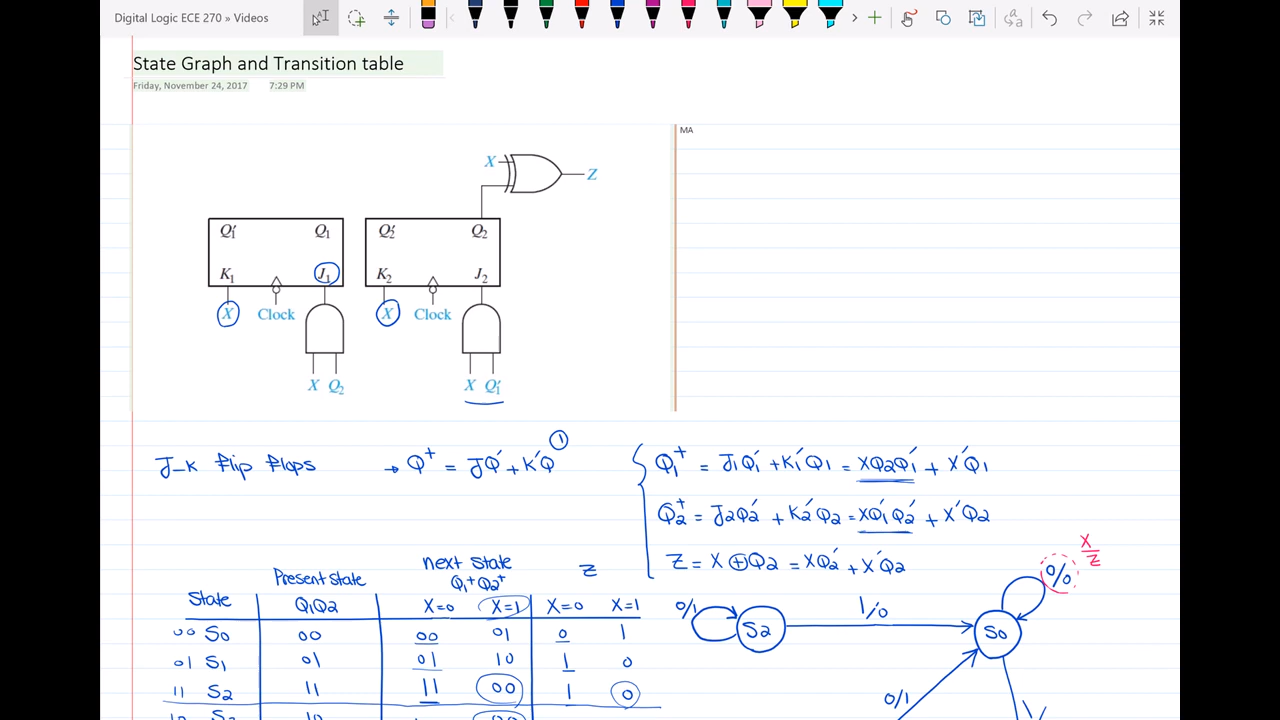 Digital Logic ECE 270 » Videos
State Graph and Transition table
Friday, November 24, 2017 7:29 PM
MA
X
Z
Q₁′ Q₁ Q₂′ Q₂
K₁ J₁ K₂ J₂
X Clock X Clock
X Q₂ X Q₁′
J-K flip flops → Q⁺ = JQ′ + K′Q ①
Q₁⁺ = J₁Q₁′ + K₁′Q₁ = XQ₂Q₁′ + X′Q₁
Q₂⁺ = J₂Q₂′ + K₂′Q₂ = XQ₁′Q₂′ + X′Q₂
Z = X ⊕ Q₂ = XQ₂′ + X′Q₂
next state
Present state Q₁⁺Q₂⁺ Z
State Q₁Q₂ X=0 X=1 X=0 X=1
00 S0 00 00 01 0 1
01 S1 01 01 10 1 0
11 S2 11 11 00 1 0
X/Z
0/0
0/1 S2 1/0 S0
0/1